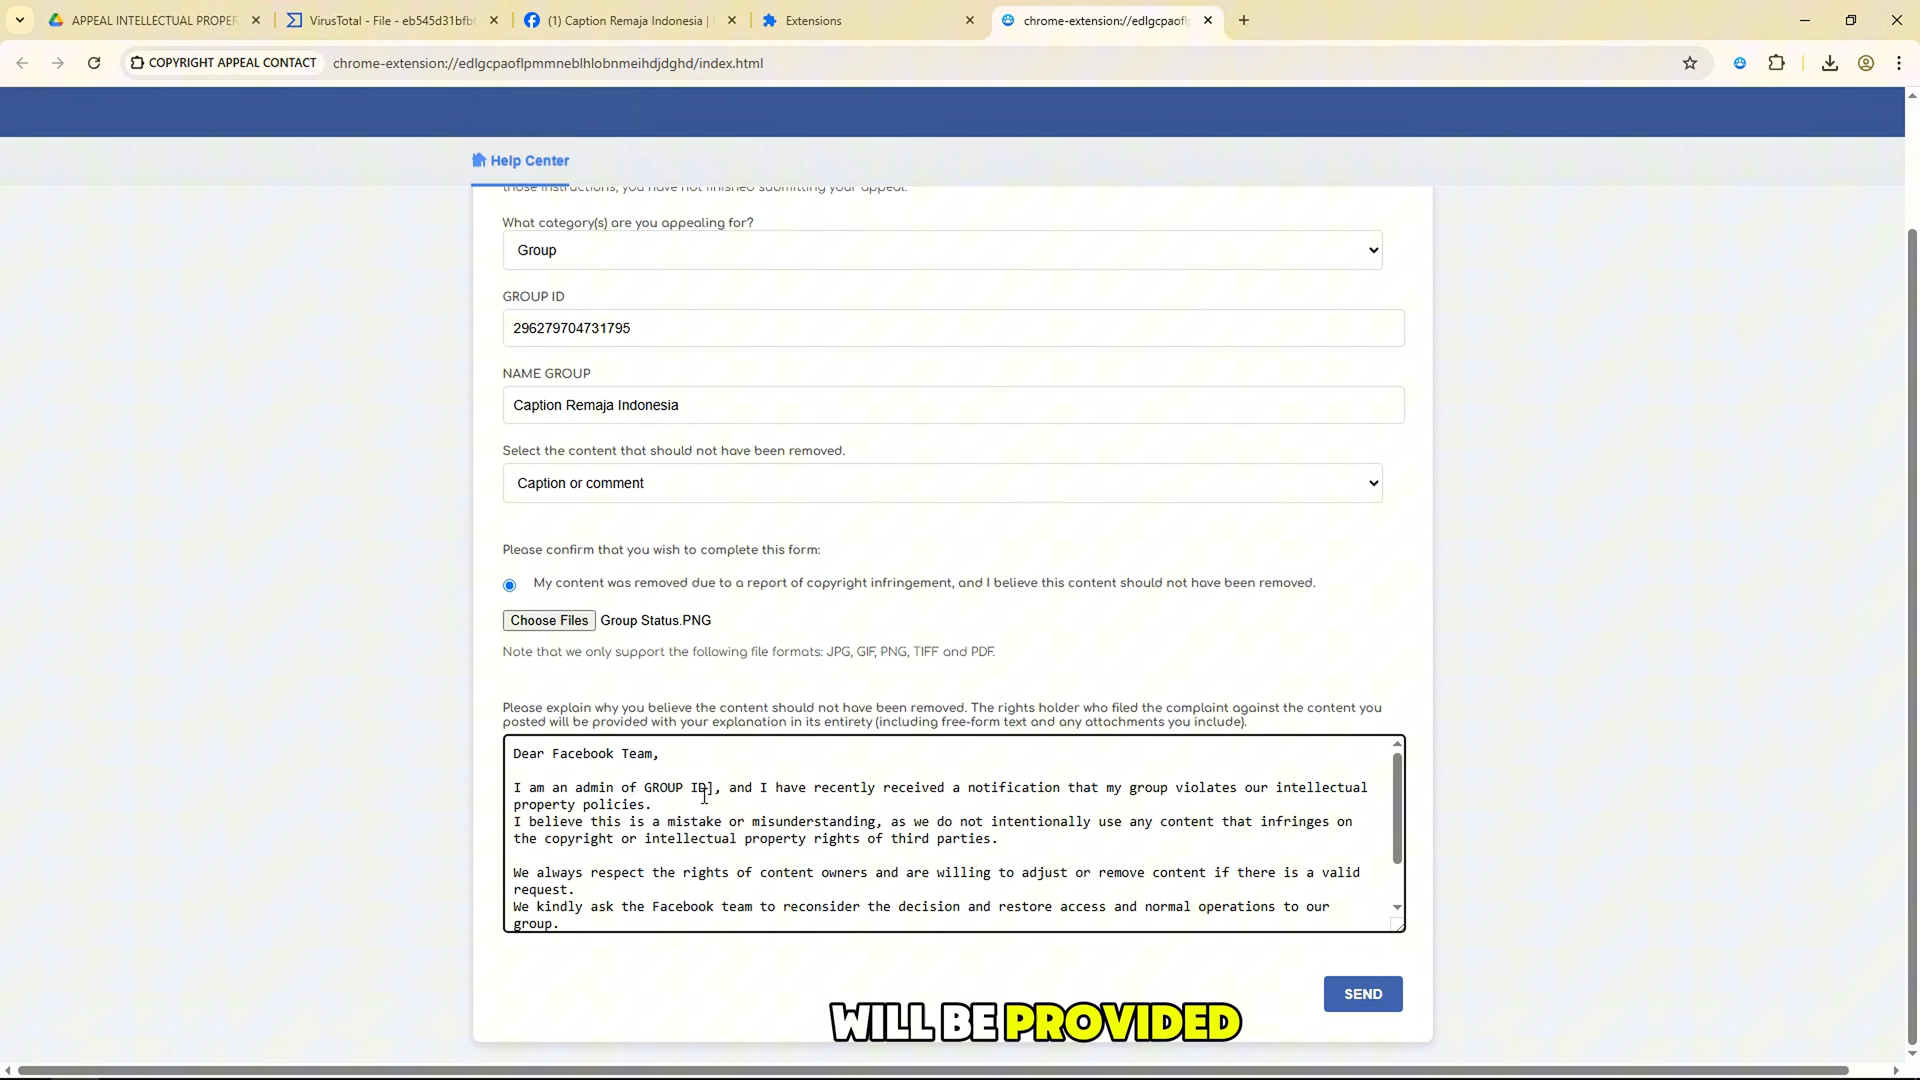 APPEAL INTELLECTUAL PROPER
VirusTotal - File - eb545d31bfb
(1) Caption Remaja Indonesia |
Extensions
chrome-extension://edlgcpaofl
COPYRIGHT APPEAL CONTACT
chrome-extension://edlgcpaoflpmmneblhlobnmeihdjdghd/index.html
Help Center
those instructions, you have not finished submitting your appeal.
What category(s) are you appealing for?
Group
GROUP ID
296279704731795
NAME GROUP
Caption Remaja Indonesia
Select the content that should not have been removed.
Caption or comment
Please confirm that you wish to complete this form:
My content was removed due to a report of copyright infringement, and I believe this content should not have been removed.
Choose Files Group Status.PNG
Note that we only support the following file formats: JPG, GIF, PNG, TIFF and PDF.
Please explain why you believe the content should not have been removed. The rights holder who filed the complaint against the content you
posted will be provided with your explanation in its entirety (including free-form text and any attachments you include).
Dear Facebook Team,
I am an admin of GROUP ID], and I have recently received a notification that my group violates our intellectual
property policies.
I believe this is a mistake or misunderstanding, as we do not intentionally use any content that infringes on
the copyright or intellectual property rights of third parties.
We always respect the rights of content owners and are willing to adjust or remove content if there is a valid
request.
We kindly ask the Facebook team to reconsider the decision and restore access and normal operations to our
group.
SEND
WILL BE PROVIDED